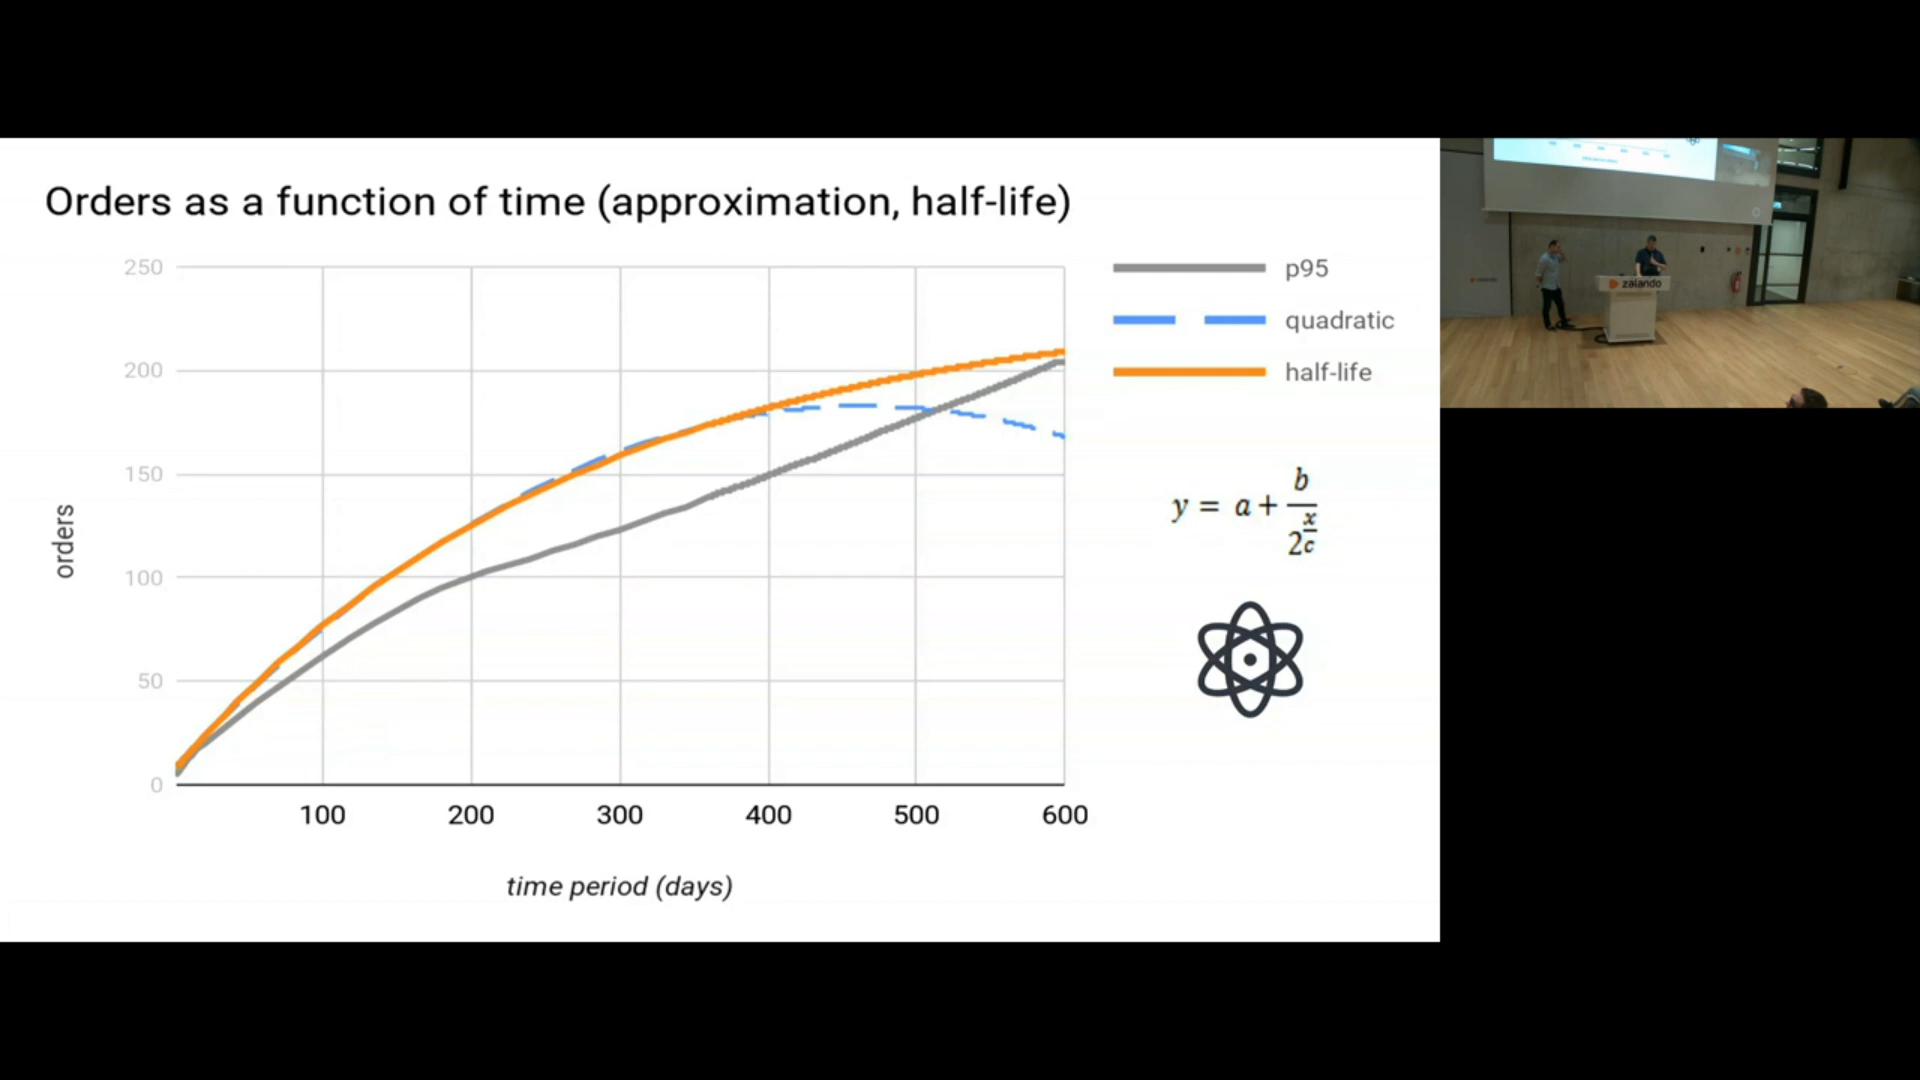 Orders as a function of time (approximation, half-life)
250
200
150
100
50
0
orders
100 200 300 400 500 600
time period (days)
p95
quadratic
half-life
y = a + b / 2^(x/c)
zalando